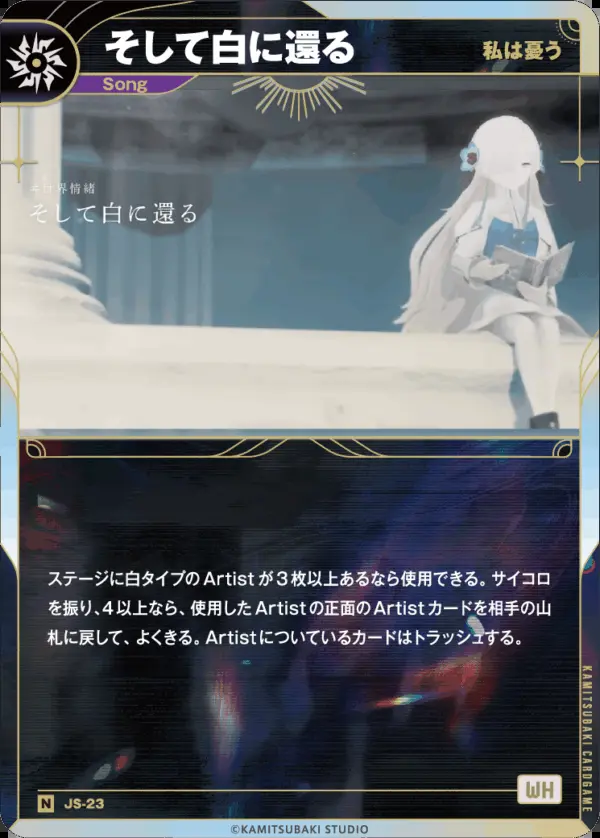 そして白に還る
私は憂う
Song
ヰ世界情緒
そして白に還る
ステージに白タイプのArtistが3枚以上あるなら使用できる。サイコロ
を振り、4以上なら、使用したArtistの正面のArtistカードを相手の山
札に戻して、よくきる。Artistについているカードはトラッシュする。
KAMITSUBAKI CARDGAME
N JS-23
WH
©KAMITSUBAKI STUDIO